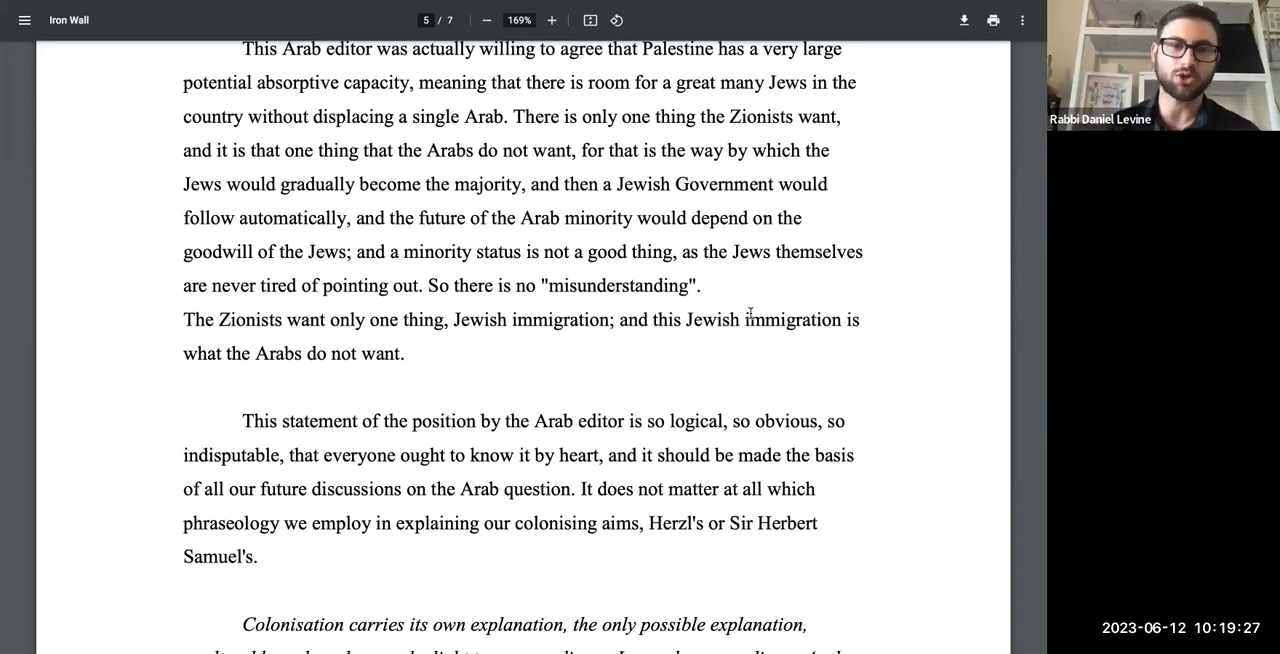 Iron Wall
5 / 7
169%
This Arab editor was actually willing to agree that Palestine has a very large
potential absorptive capacity, meaning that there is room for a great many Jews in the
country without displacing a single Arab. There is only one thing the Zionists want,
and it is that one thing that the Arabs do not want, for that is the way by which the
Jews would gradually become the majority, and then a Jewish Government would
follow automatically, and the future of the Arab minority would depend on the
goodwill of the Jews; and a minority status is not a good thing, as the Jews themselves
are never tired of pointing out. So there is no "misunderstanding".
The Zionists want only one thing, Jewish immigration; and this Jewish immigration is
what the Arabs do not want.
This statement of the position by the Arab editor is so logical, so obvious, so
indisputable, that everyone ought to know it by heart, and it should be made the basis
of all our future discussions on the Arab question. It does not matter at all which
phraseology we employ in explaining our colonising aims, Herzl's or Sir Herbert
Samuel's.
Colonisation carries its own explanation, the only possible explanation,
Rabbi Daniel Levine
2023-06-12 10:19:27